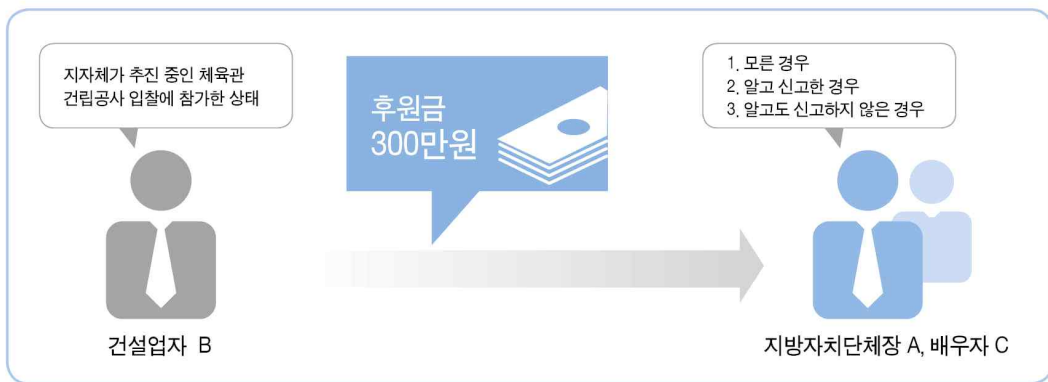 지자체가 추진 중인 체육관
건립공사 입찰에 참가한 상태
후원금
300만원
1. 모른 경우
2. 알고 신고한 경우
3. 알고도 신고하지 않은 경우
건설업자 B
지방자치단체장 A, 배우자 C